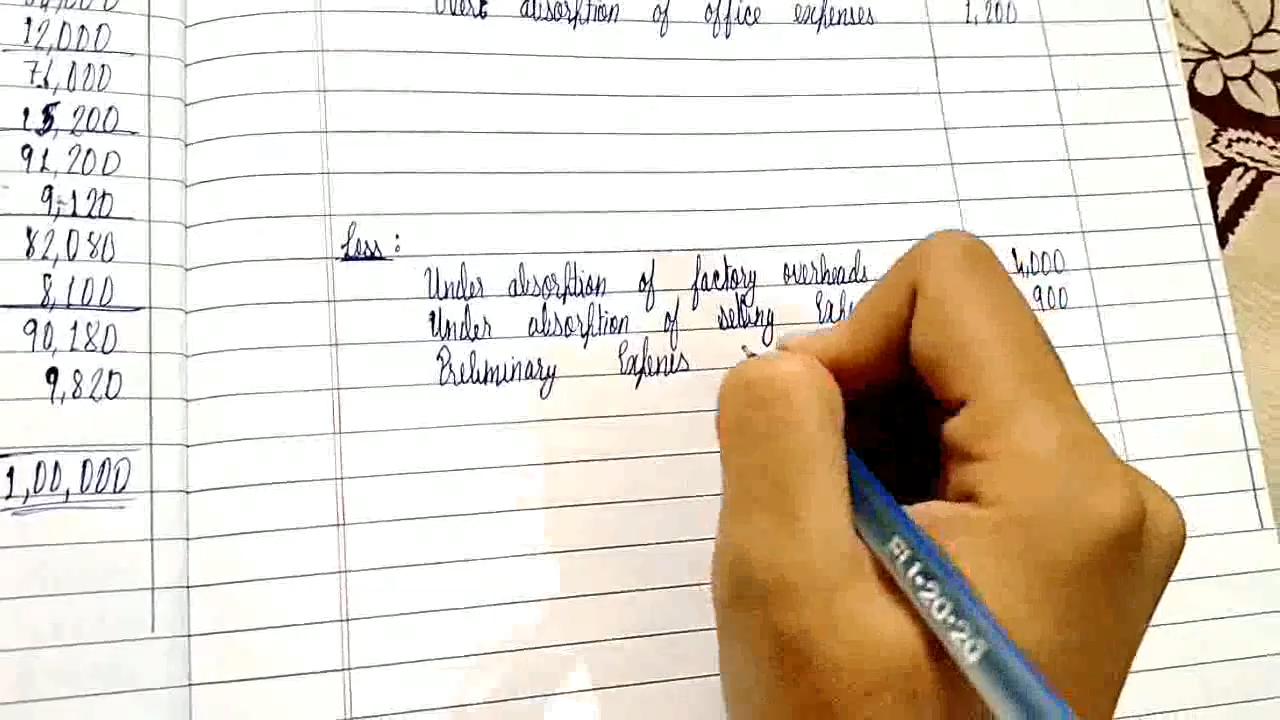 12,000
71,000
15,200
91,200
9,120
82,080
8,100
90,180
9,820
1,00,000
absorption of office expenses 1,200
Less :
Under absorption of factory overheads 4,000
Under absorption of selling 900
Preliminary Expenis